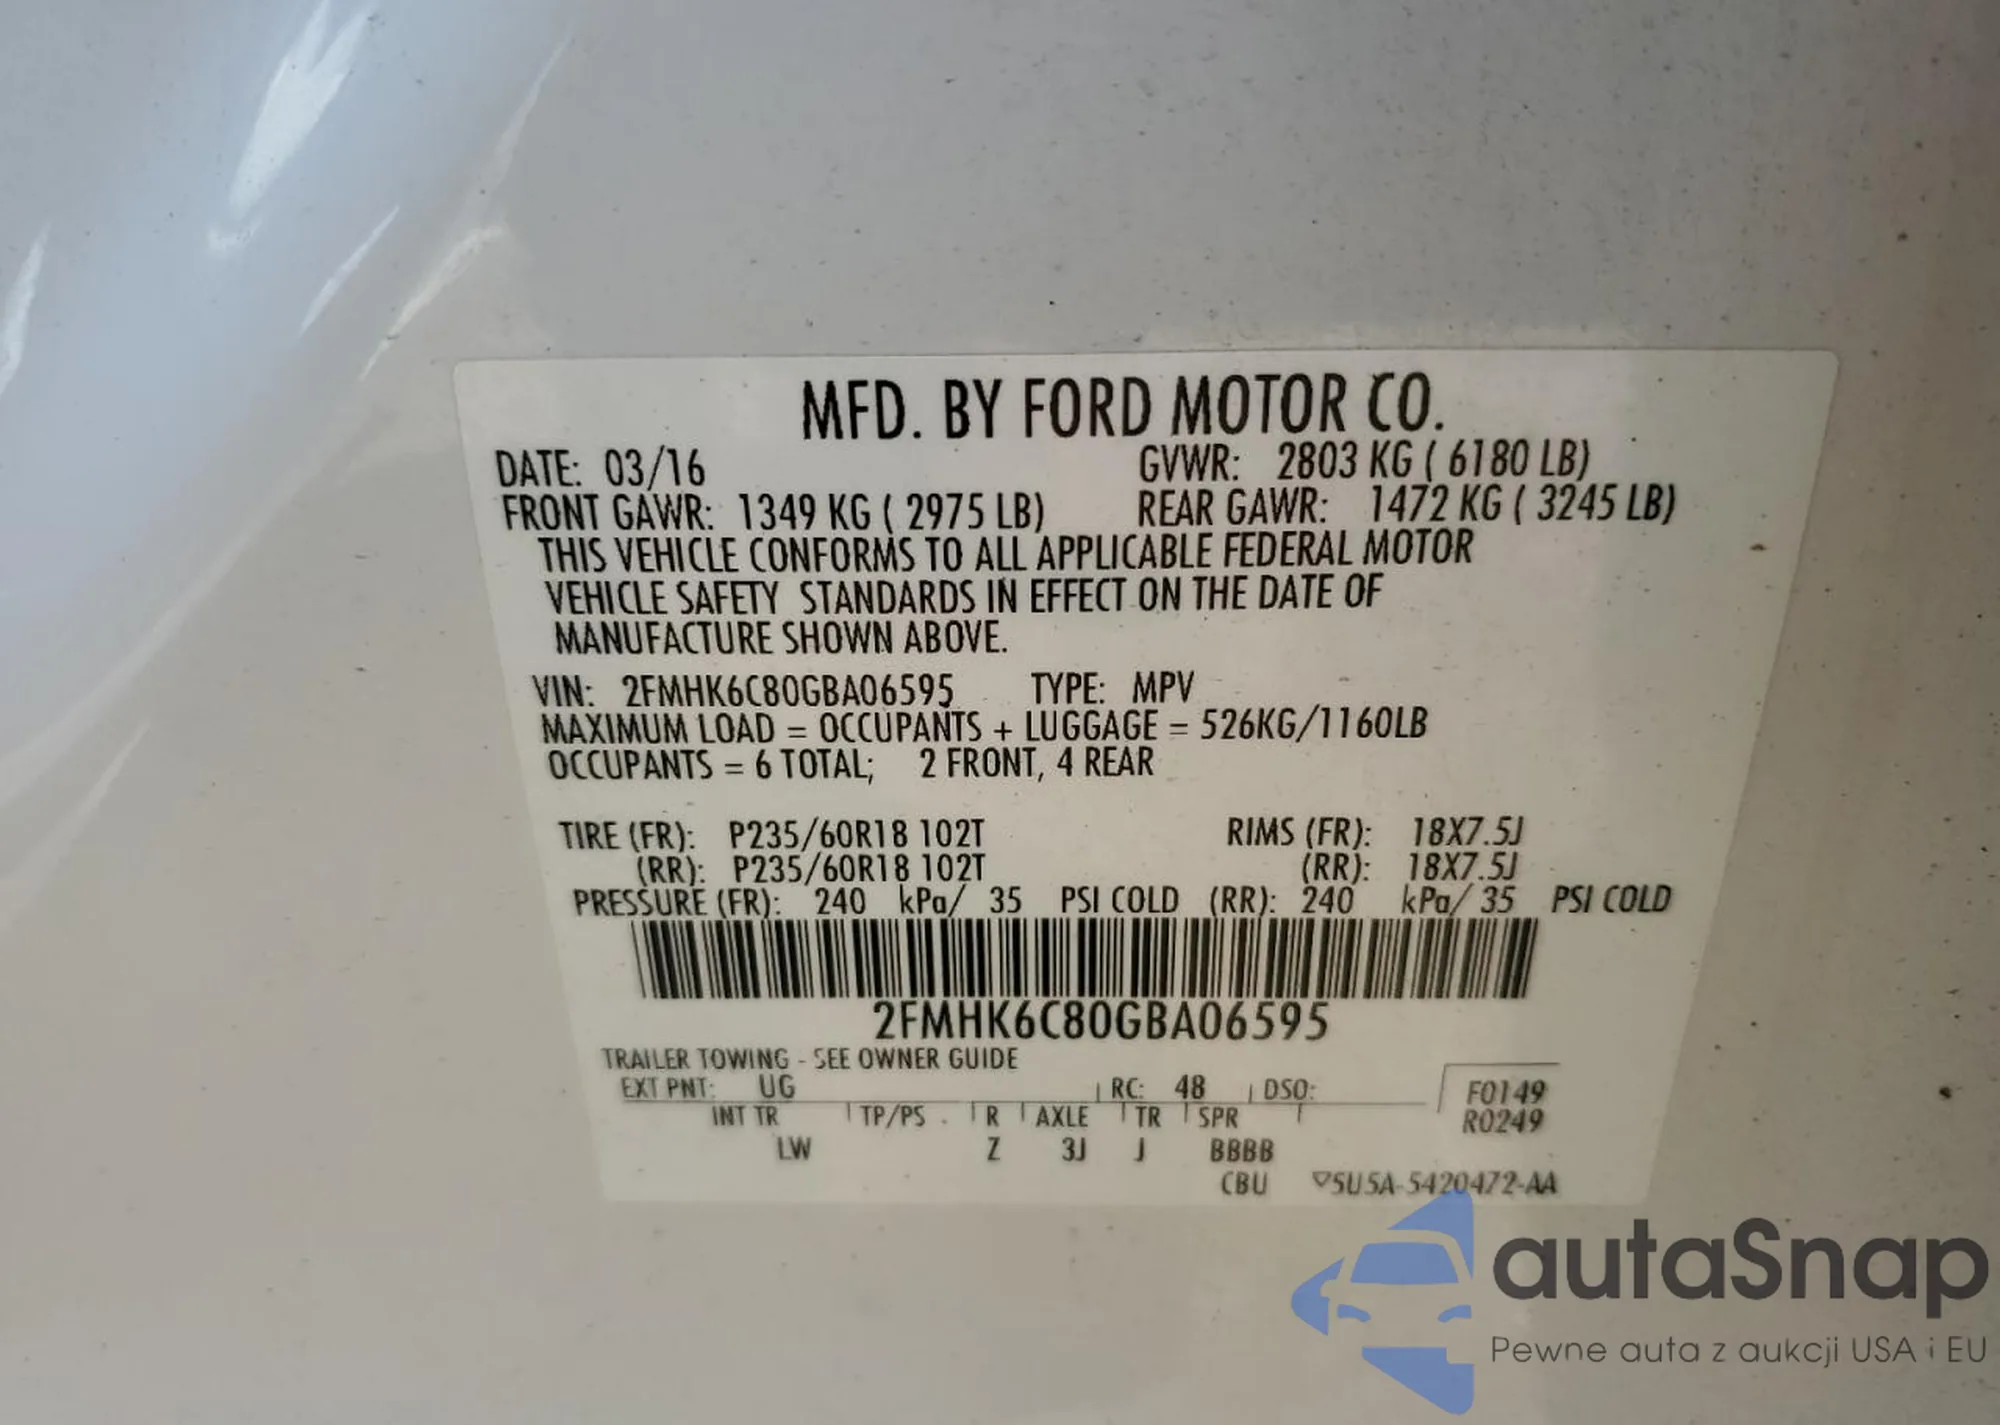 MFD. BY FORD MOTOR CO.
DATE: 03/16 GVWR: 2803 KG ( 6180 LB)
FRONT GAWR: 1349 KG ( 2975 LB) REAR GAWR: 1472 KG ( 3245 LB)
THIS VEHICLE CONFORMS TO ALL APPLICABLE FEDERAL MOTOR
VEHICLE SAFETY STANDARDS IN EFFECT ON THE DATE OF
MANUFACTURE SHOWN ABOVE.
VIN: 2FMHK6C80GBA06595 TYPE: MPV
MAXIMUM LOAD = OCCUPANTS + LUGGAGE = 526KG/1160LB
OCCUPANTS = 6 TOTAL; 2 FRONT, 4 REAR
TIRE (FR): P235/60R18 102T RIMS (FR): 18X7.5J
(RR): P235/60R18 102T (RR): 18X7.5J
PRESSURE (FR): 240 kPa/ 35 PSI COLD (RR): 240 kPa/ 35 PSI COLD
2FMHK6C80GBA06595
TRAILER TOWING - SEE OWNER GUIDE
EXT PNT: UG RC: 48 DSO: F0149
INT TR TP/PS R AXLE TR SPR R0249
LW Z 3J J BBBB
CBU ▽5U5A-5420472-AA
autaSnap
Pewne auta z aukcji USA i EU